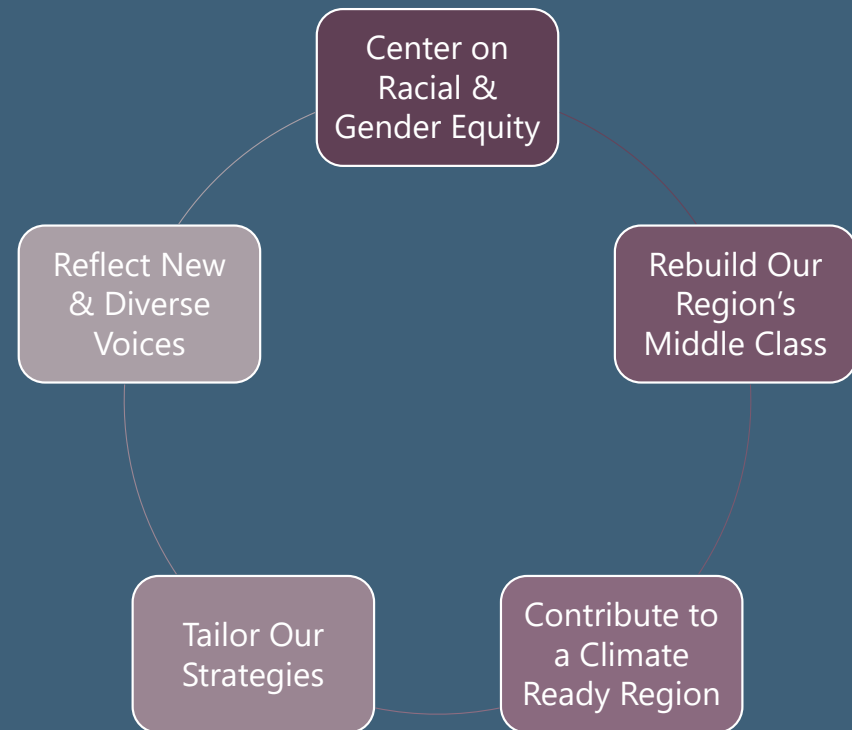 Center on
Racial &
Gender Equity
Rebuild Our
Region’s
Middle Class
Contribute to
a Climate
Ready Region
Tailor Our
Strategies
Reflect New
& Diverse
Voices